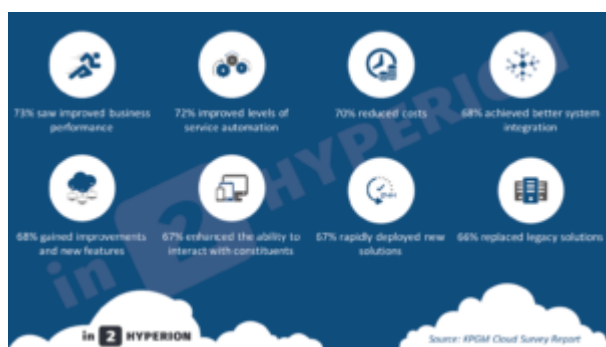 73% saw improved business
performance
72% improved levels of
service automation
70% reduced costs
68% achieved better system
integration
68% gained improvements
and new features
67% enhanced the ability to
interact with constituents
67% rapidly deployed new
solutions
66% replaced legacy solutions
in 2 HYPERION
in 2 HYPERION
Source: KPGM Cloud Survey Report